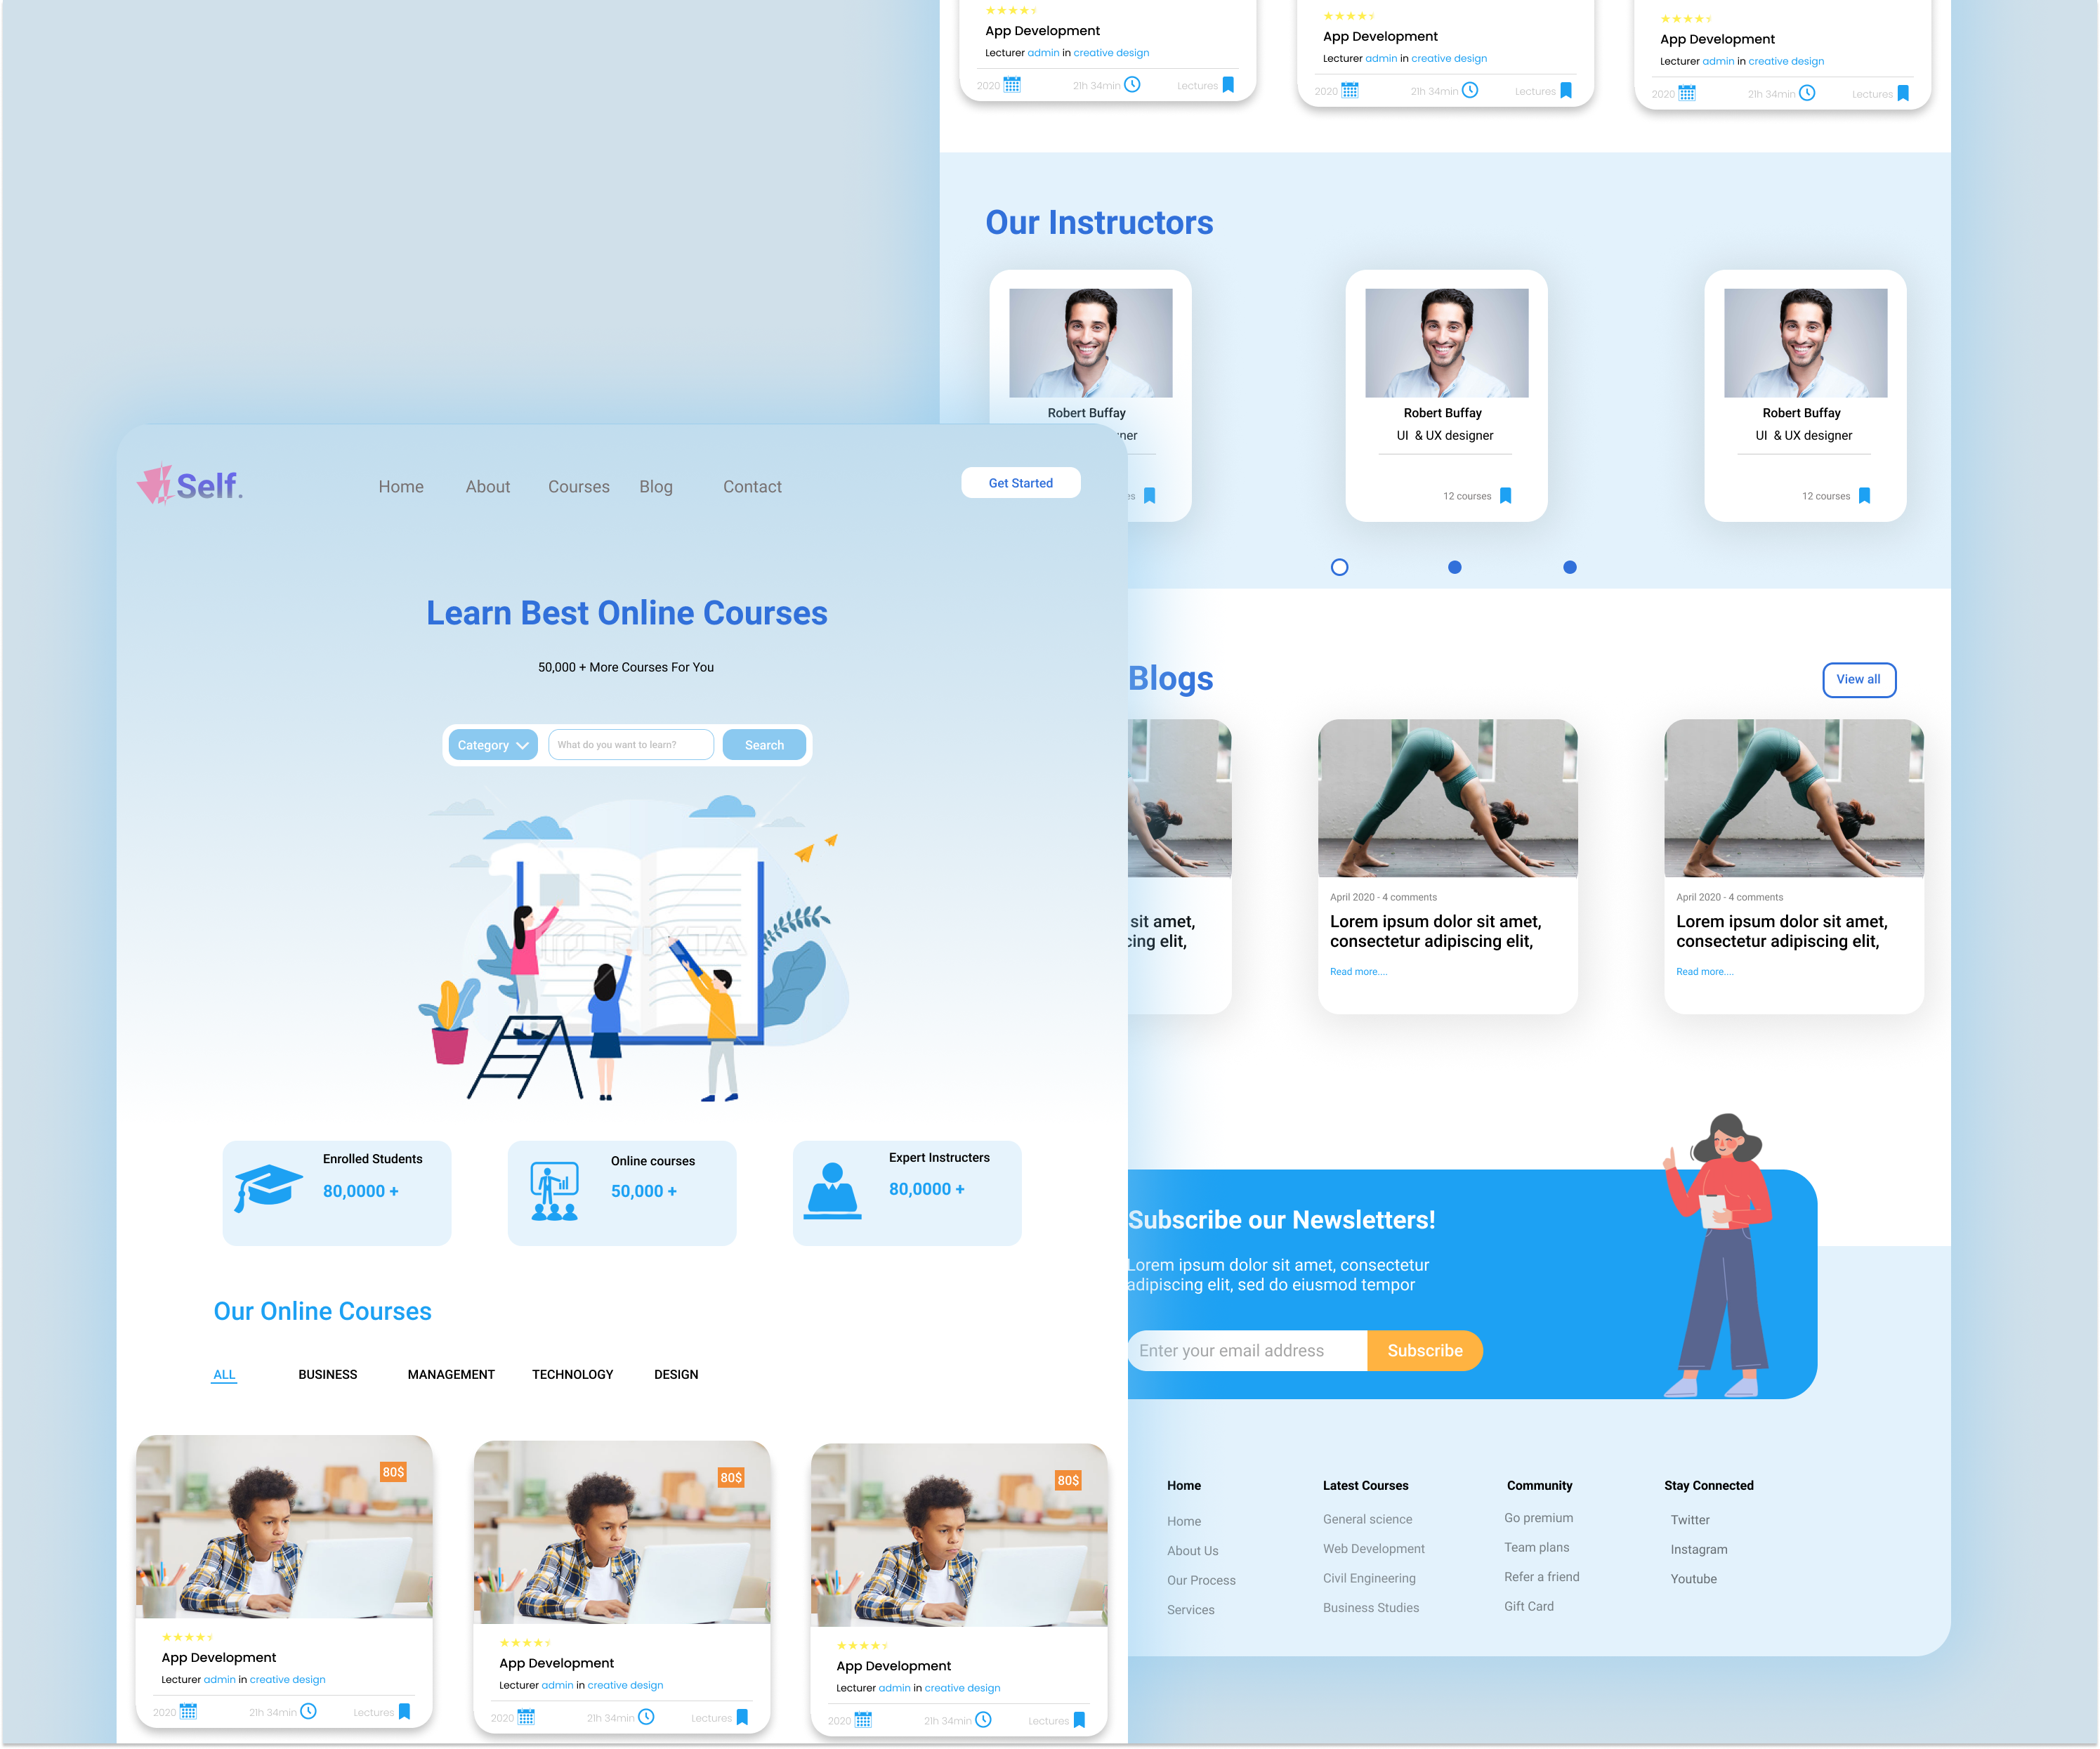 ★★★★
App Development
Lecturer admin in creative design
2020
21h 34min
Lectures
App Development
Lecturer admin in creative design
2020
21h 34min
Lectures
App Development
Lecturer admin in creative design
2020
21h 34min
Lectures
Our Instructors
Robert Buffay
ner
es
Robert Buffay
UI & UX designer
12 courses
Robert Buffay
UI & UX designer
12 courses
Blogs
View all
sit amet,
cing elit,
April 2020 - 4 comments
Lorem ipsum dolor sit amet,
consectetur adipiscing elit,
Read more....
April 2020 - 4 comments
Lorem ipsum dolor sit amet,
consectetur adipiscing elit,
Read more....
Subscribe our Newsletters!
Lorem ipsum dolor sit amet, consectetur
adipiscing elit, sed do eiusmod tempor
Enter your email address
Subscribe
Home
Home
About Us
Our Process
Services
Latest Courses
General science
Web Development
Civil Engineering
Business Studies
Community
Go premium
Team plans
Refer a friend
Gift Card
Stay Connected
Twitter
Instagram
Youtube
Self.
Home
About
Courses
Blog
Contact
Get Started
Learn Best Online Courses
50,000 + More Courses For You
Category
What do you want to learn?
Search
PIXTA
Enrolled Students
80,0000 +
Online courses
50,000 +
Expert Instructers
80,0000 +
Our Online Courses
ALL
BUSINESS
MANAGEMENT
TECHNOLOGY
DESIGN
80$
App Development
Lecturer admin in creative design
2020
21h 34min
Lectures
80$
App Development
Lecturer admin in creative design
2020
21h 34min
Lectures
80$
App Development
Lecturer admin in creative design
2020
21h 34min
Lectures